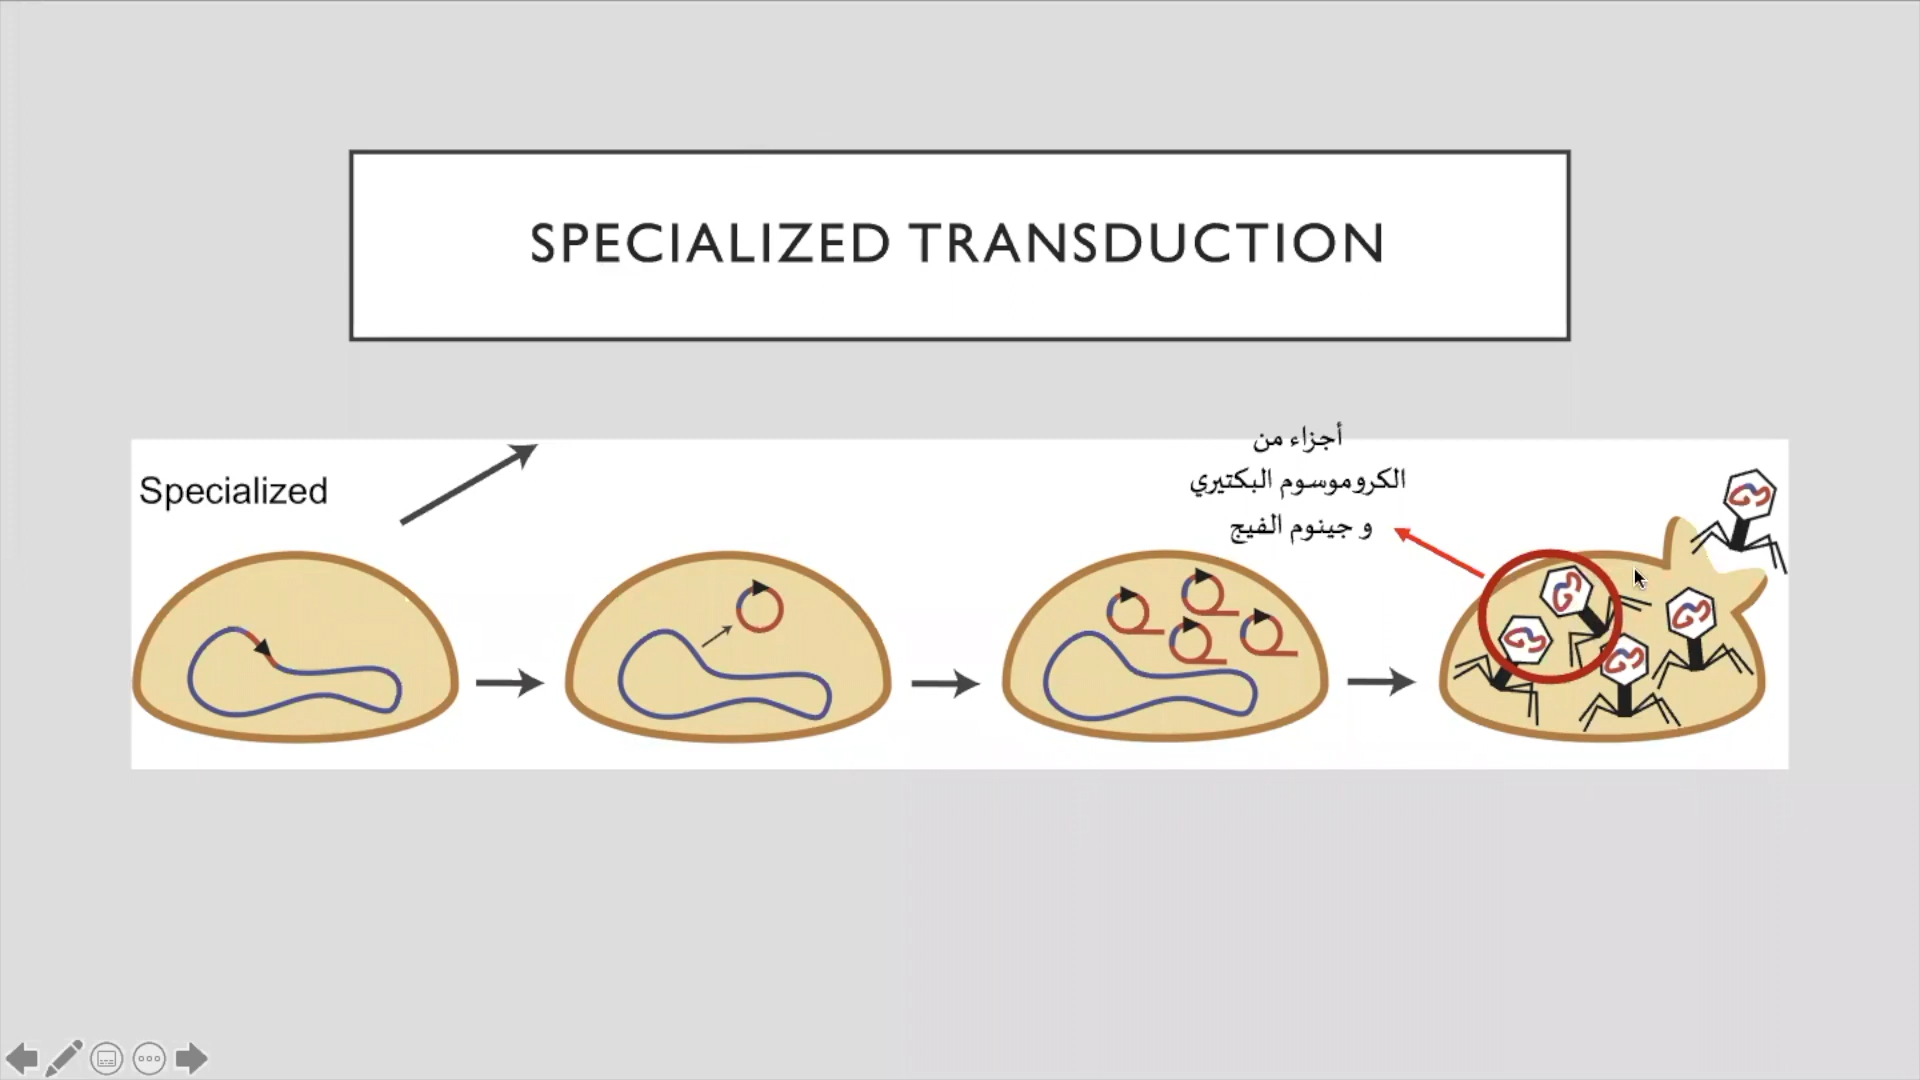 SPECIALIZED TRANSDUCTION
Specialized
أجزاء من
الكروموسوم البكتيري
و جينوم الفيج